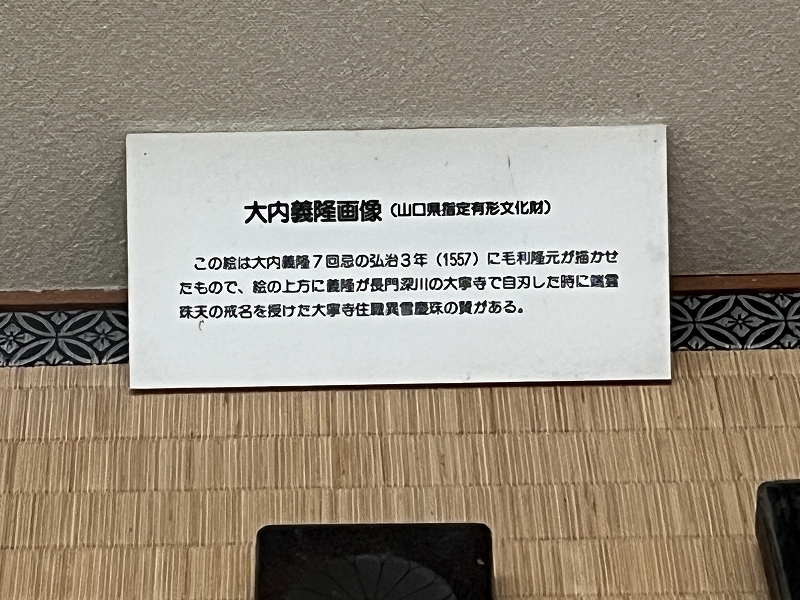 大内義隆画像（山口県指定有形文化財）
この絵は大内義隆７回忌の弘治３年（1557）に毛利隆元が描かせ
たもので、絵の上方に義隆が長門深川の大寧寺で自刃した時に瑞雲
珠天の戒名を授けた大寧寺住職異雪慶珠の賛がある。